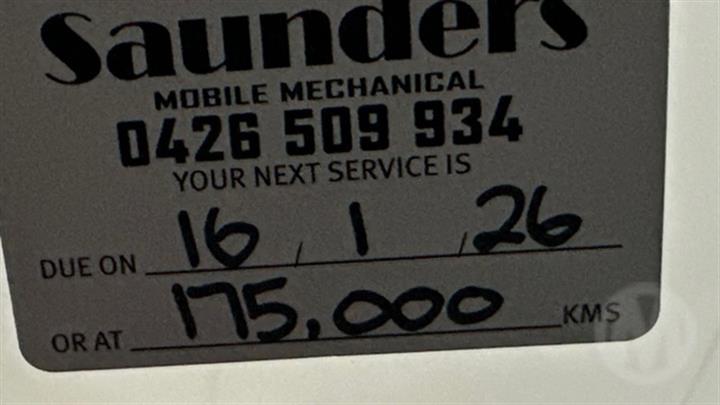 Saunders
MOBILE MECHANICAL
0426 509 934
YOUR NEXT SERVICE IS
DUE ON 16 / 1 / 26
OR AT 175,000 KMS
M